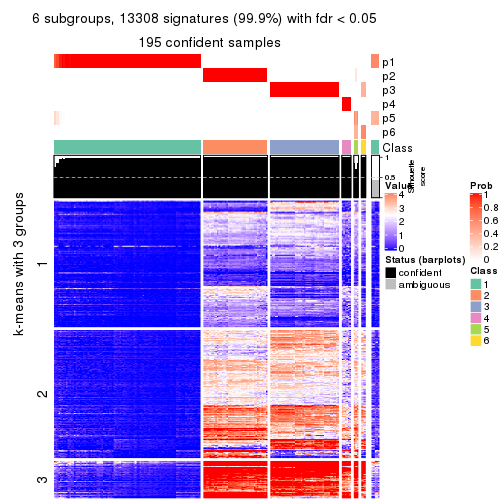 6 subgroups, 13308 signatures (99.9%) with fdr < 0.05
195 confident samples
p1
p2
p3
p4
p5
p6
Class
1
0.5
0
Silhouette
score
k-means with 3 groups
1
2
3
Value
4
3
2
1
0
Status (barplots)
confident
ambiguous
Prob
1
0.8
0.6
0.4
0.2
0
Class
1
2
3
4
5
6